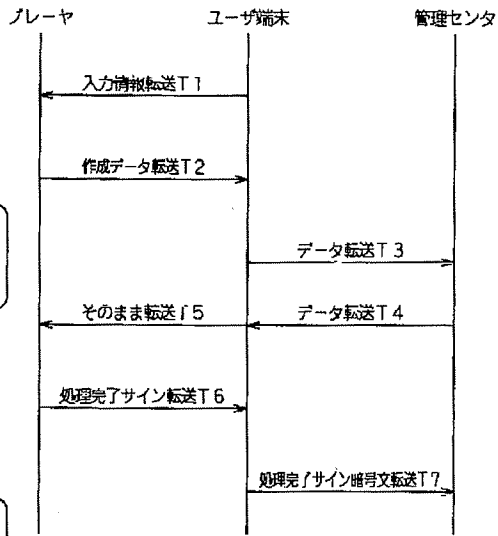 プレーヤ ユーザ端末 管理センタ
入力情報転送T1
作成データ転送T2
データ転送T3
そのまま転送T5 データ転送T4
処理完了サイン転送T6
処理完了サイン暗号文転送T7